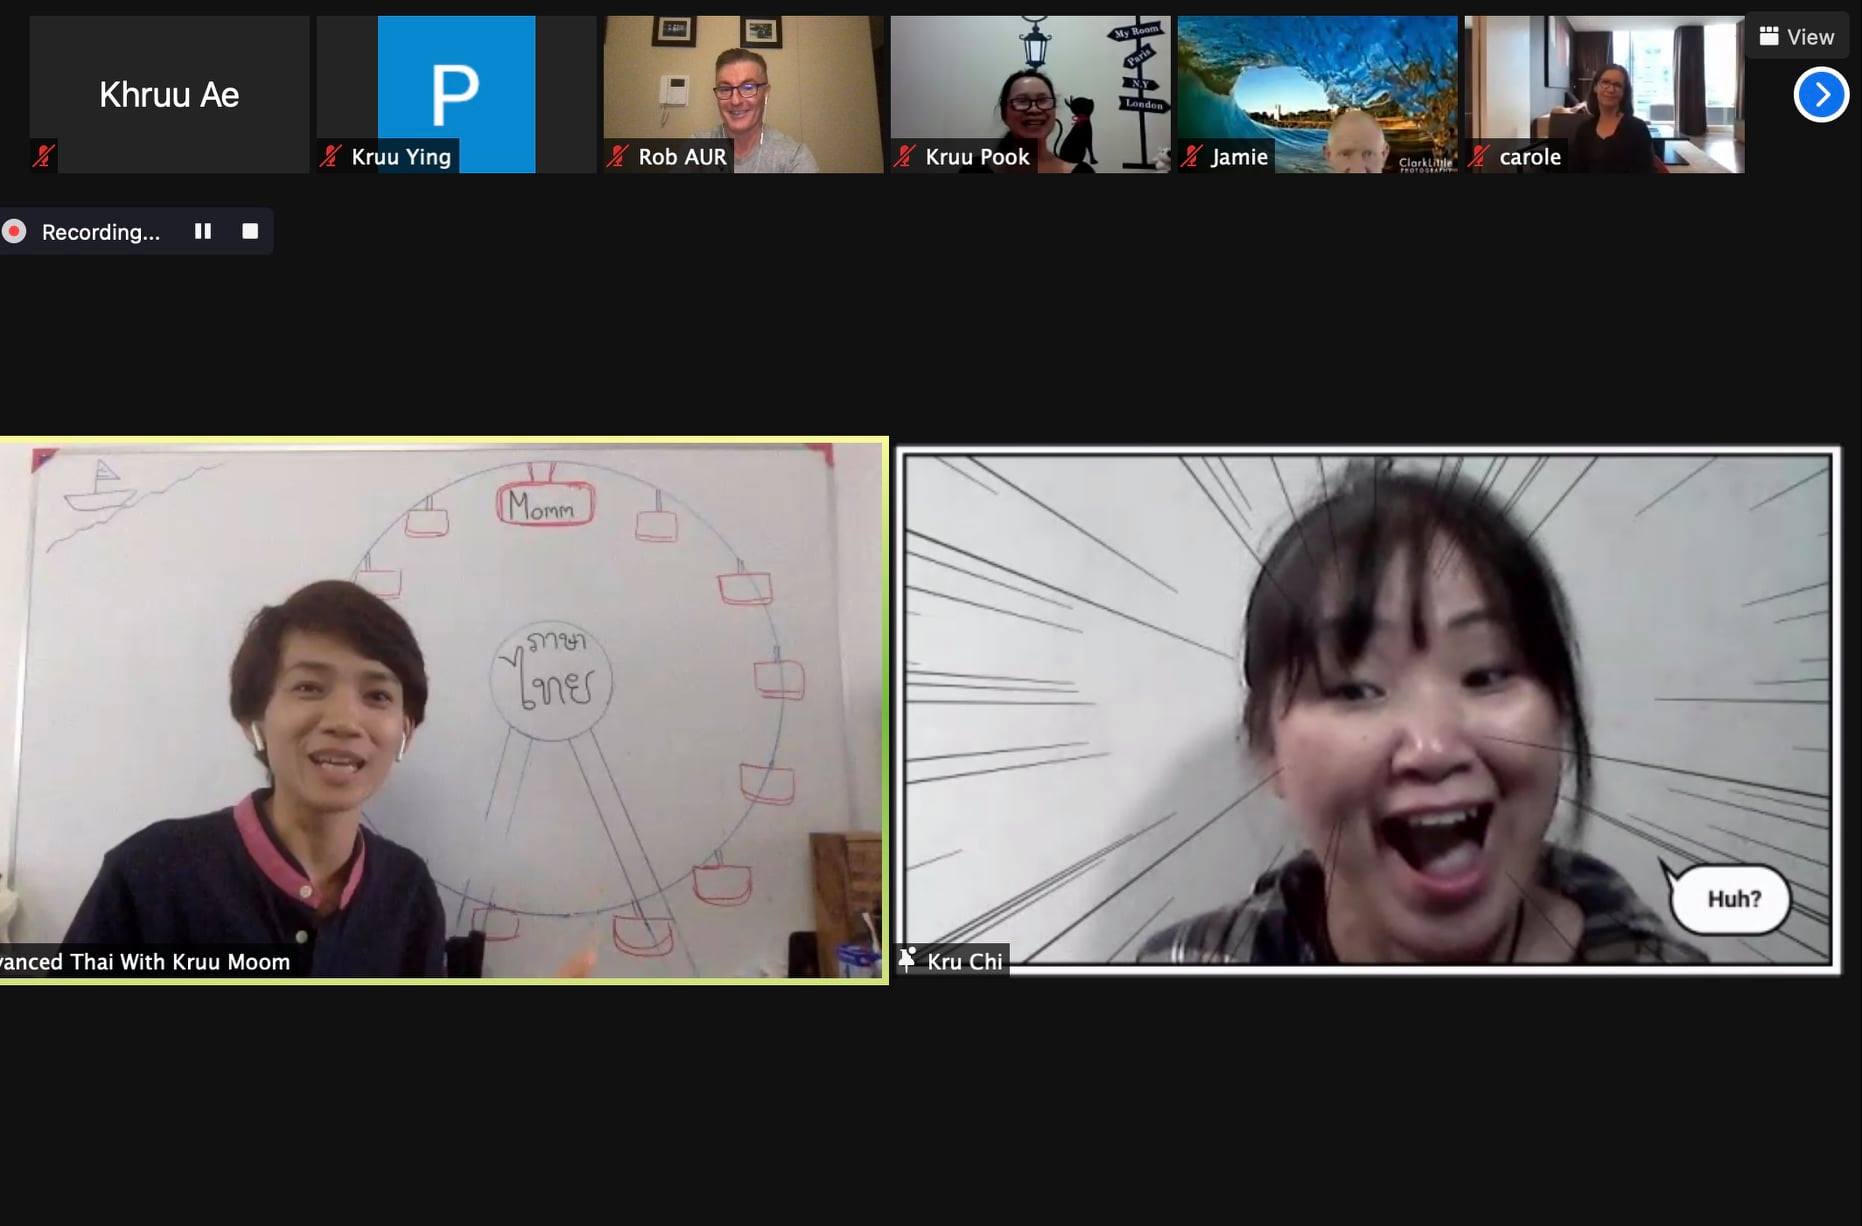 View
Khruu Ae
P
Kruu Ying
Rob AUR
Kruu Pook
My Room
Paris
N.Y
London
Jamie
ClarkLittle
PHOTOGRAPHY
carole
Recording...
Momm
ภาษา
ไทย
vanced Thai With Kruu Moom
Huh?
Kru Chi